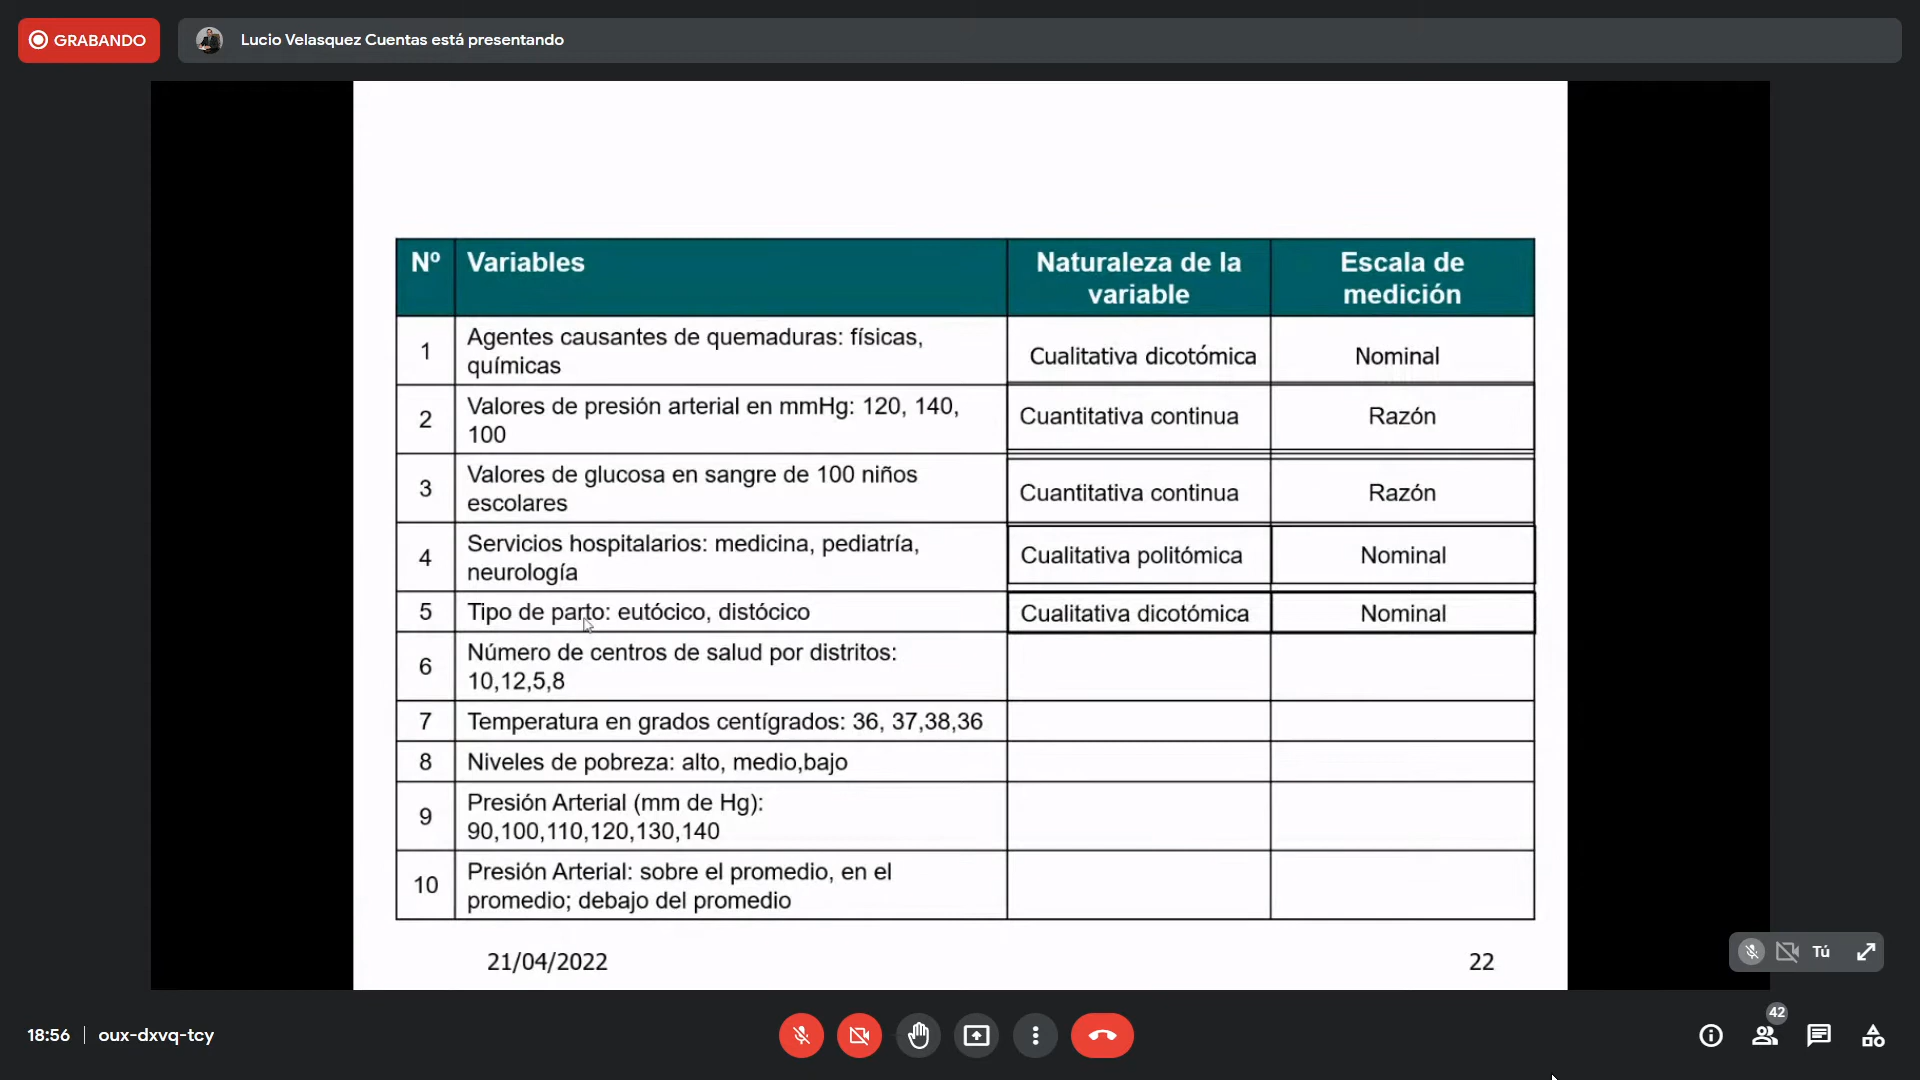 GRABANDO
Lucio Velasquez Cuentas está presentando
Nº Variables Naturaleza de la variable Escala de medición
1 Agentes causantes de quemaduras: físicas, químicas Cualitativa dicotómica Nominal
2 Valores de presión arterial en mmHg: 120, 140, 100 Cuantitativa continua Razón
3 Valores de glucosa en sangre de 100 niños escolares Cuantitativa continua Razón
4 Servicios hospitalarios: medicina, pediatría, neurología Cualitativa politómica Nominal
5 Tipo de parto: eutócico, distócico Cualitativa dicotómica Nominal
6 Número de centros de salud por distritos: 10,12,5,8
7 Temperatura en grados centígrados: 36, 37,38,36
8 Niveles de pobreza: alto, medio,bajo
9 Presión Arterial (mm de Hg): 90,100,110,120,130,140
10 Presión Arterial: sobre el promedio, en el promedio; debajo del promedio
21/04/2022 22
Tú
18:56 oux-dxvq-tcy
42